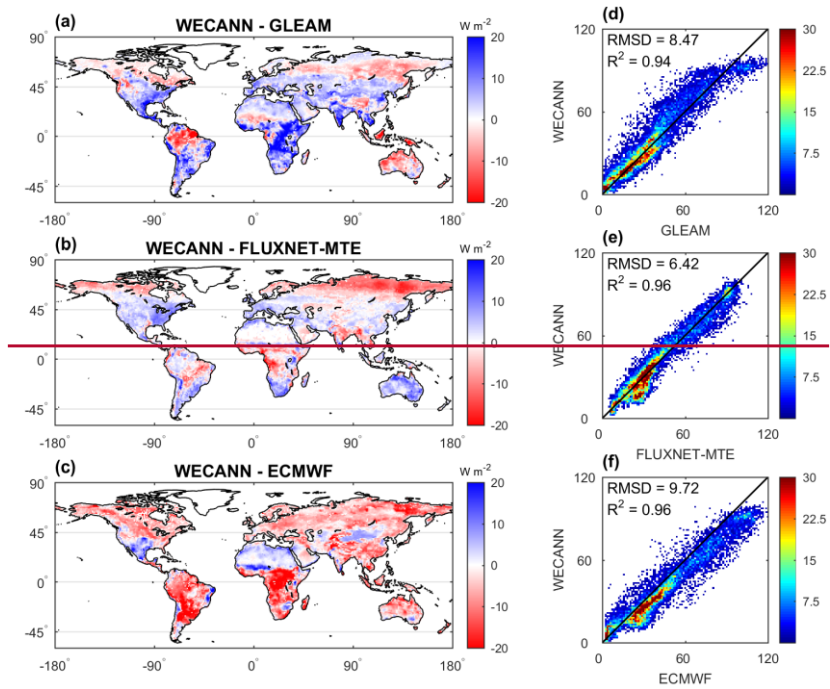 (a) WECANN - GLEAM
W m-2
90°
45°
0°
-45°
-180 -90 0 90 180
20
10
0
-10
-20
(d)
RMSD = 8.47
R2 = 0.94
WECANN
120
60
0
0 60 120
GLEAM
30
22.5
15
7.5
0
(b) WECANN - FLUXNET-MTE
W m-2
90°
45°
0°
-45°
-180° -90° 0° 90° 180°
20
10
0
-10
-20
(e)
RMSD = 6.42
R2 = 0.96
WECANN
120
60
0
0 60 120
FLUXNET-MTE
30
22.5
15
7.5
0
(c) WECANN - ECMWF
W m-2
90°
45°
0°
-45°
-180° -90° 0° 90° 180°
20
10
0
-10
-20
(f)
RMSD = 9.72
R2 = 0.96
WECANN
120
60
0
0 60 120
ECMWF
30
22.5
15
7.5
0